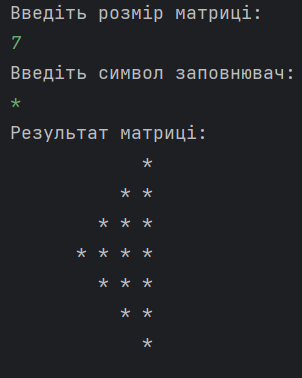 Введіть розмір матриці:
7
Введіть символ заповнювач:
*
Результат матриці:
            *
          * *
        * * *
      * * * *
        * * *
          * *
            *